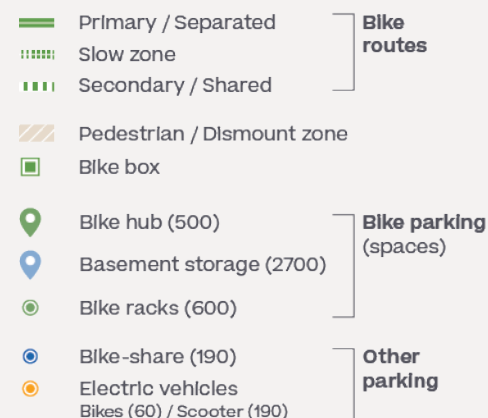 Primary / Separated
Slow zone
Secondary / Shared
Bike
routes
Pedestrian / Dismount zone
Bike box
Bike hub (500)
Basement storage (2700)
Bike racks (600)
Bike parking
(spaces)
Bike-share (190)
Electric vehicles
Bikes (60) / Scooter (190)
Other
parking